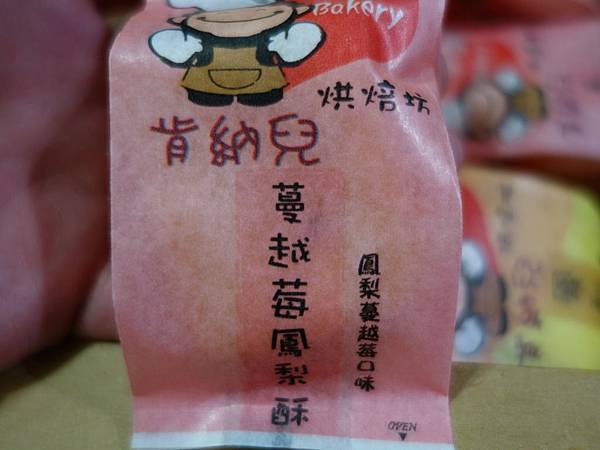 Bakery
烘焙坊
肯納兒
蔓越莓鳳梨酥
鳳梨蔓越莓口味
OPEN